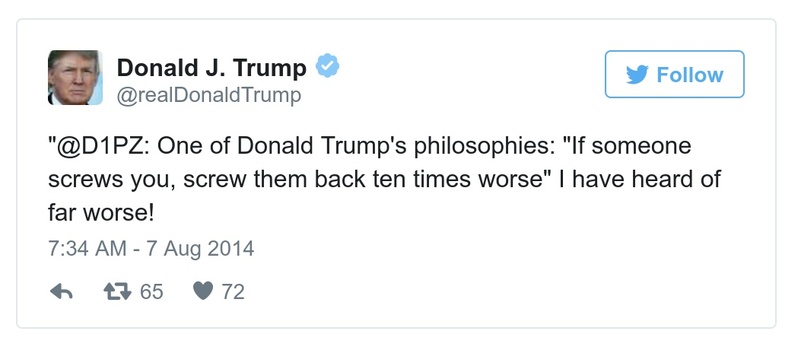 Donald J. Trump
@realDonaldTrump
Follow
"@D1PZ: One of Donald Trump's philosophies: "If someone
screws you, screw them back ten times worse" I have heard of
far worse!
7:34 AM - 7 Aug 2014
65 72